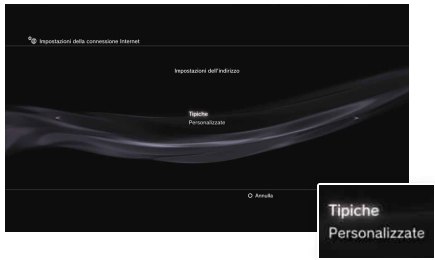 Impostazioni della connessione Internet
Impostazioni dell'indirizzo
Tipiche
Personalizzate
Annulla
Tipiche
Personalizzate